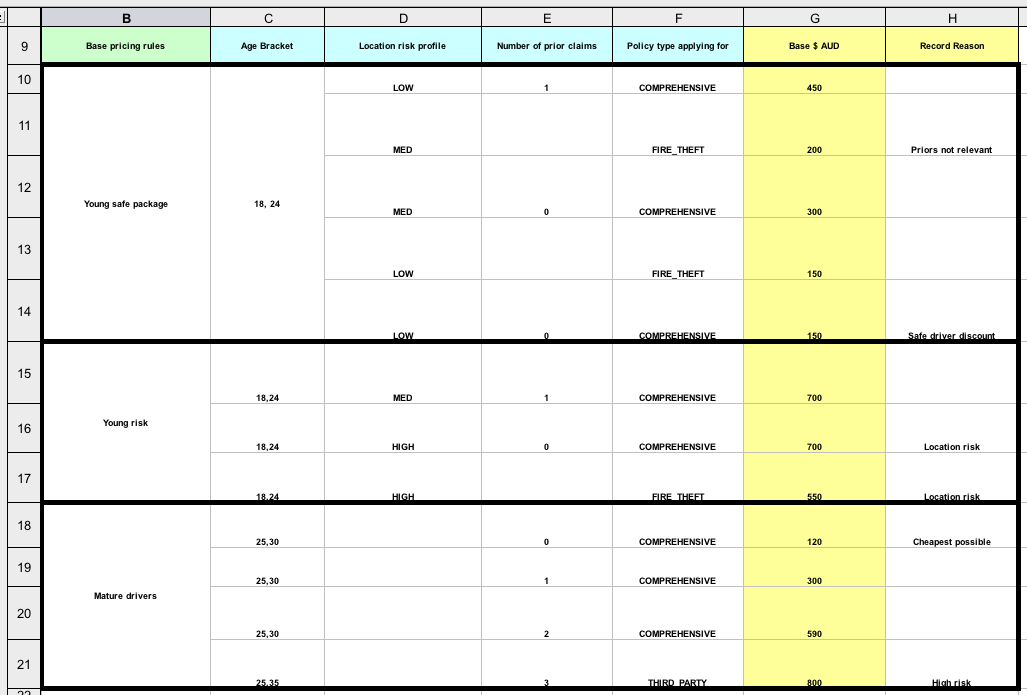 B C D E F G H
9 Base pricing rules Age Bracket Location risk profile Number of prior claims Policy type applying for Base $ AUD Record Reason
10 LOW 1 COMPREHENSIVE 450
11 MED FIRE_THEFT 200 Priors not relevant
12 MED 0 COMPREHENSIVE 300
Young safe package 18, 24
13 LOW FIRE_THEFT 150
14 LOW 0 COMPREHENSIVE 150 Safe driver discount
15 18,24 MED 1 COMPREHENSIVE 700
Young risk
16 18,24 HIGH 0 COMPREHENSIVE 700 Location risk
17 18,24 HIGH FIRE_THEFT 550 Location risk
18 25,30 0 COMPREHENSIVE 120 Cheapest possible
19 25,30 1 COMPREHENSIVE 300
Mature drivers
20 25,30 2 COMPREHENSIVE 590
21 25,35 3 THIRD_PARTY 800 High risk
22